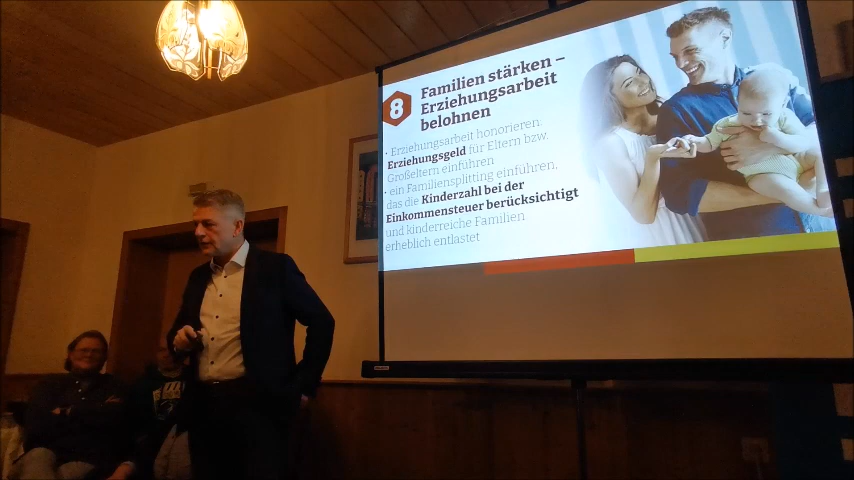 8
Familien stärken –
Erziehungsarbeit
belohnen
· Erziehungsarbeit honorieren.
Erziehungsgeld für Eltern bzw.
Großeltern einführen
· ein Familiensplitting einführen,
das die Kinderzahl bei der
Einkommensteuer berücksichtigt
und kinderreiche Familien
erheblich entlastet